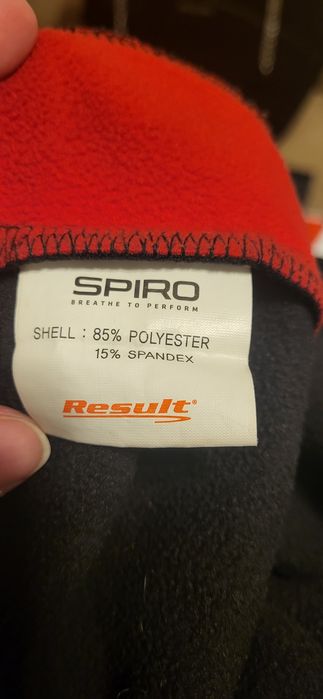 SPIRO
BREATHE TO PERFORM
SHELL : 85% POLYESTER
15% SPANDEX
Result®